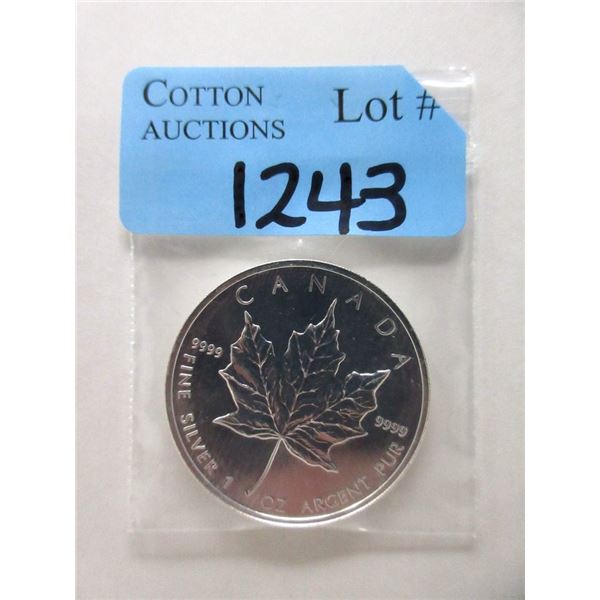 COTTON
AUCTIONS
Lot #
1243
CANADA
9999
9999
FINE SILVER 1 OZ ARGENT PUR